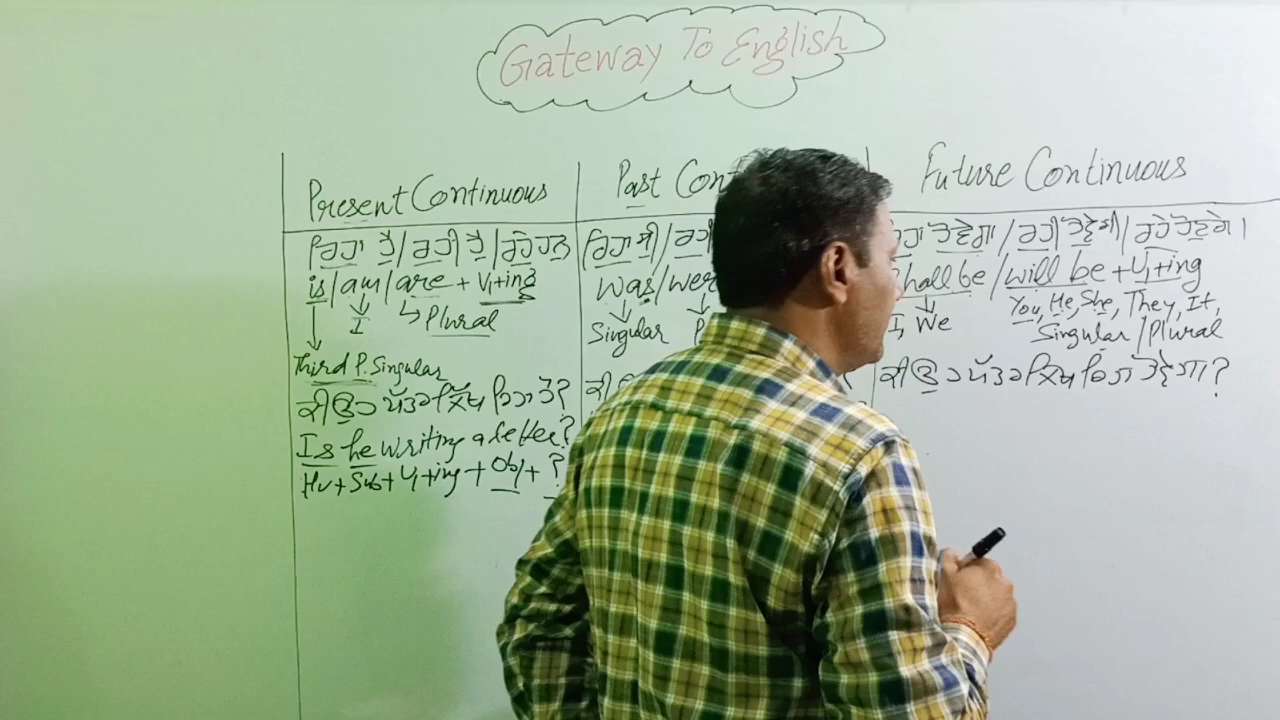 Gateway To English
Present Continuous
ਰਿਹਾ ਹੈ/ਰਹੀ ਹੈ/ਰਹੇ ਹਨ
is/am/are + V1+ing
I
Plural
Third P. Singular
ਕੀ ਉਹ ਪੱਤਰ ਲਿਖ ਰਿਹਾ ਹੈ?
Is he writing a letter?
Hv+Sub+V1+ing+Obj+ ?
Past
ਰਿਹਾ ਸੀ/
was/were
Singular
ਕੀ
Future Continuous
ਹੋਵੇਗਾ/ਰਹੀ ਹੋਵੇਗੀ/ਰਹੇ ਹੋਣਗੇ।
shall be/will be + V1+ing
I, We
You, He, She, They, It,
Singular/Plural
ਕੀ ਉਹ ਪੱਤਰ ਲਿਖ ਰਿਹਾ ਹੋਵੇਗਾ?